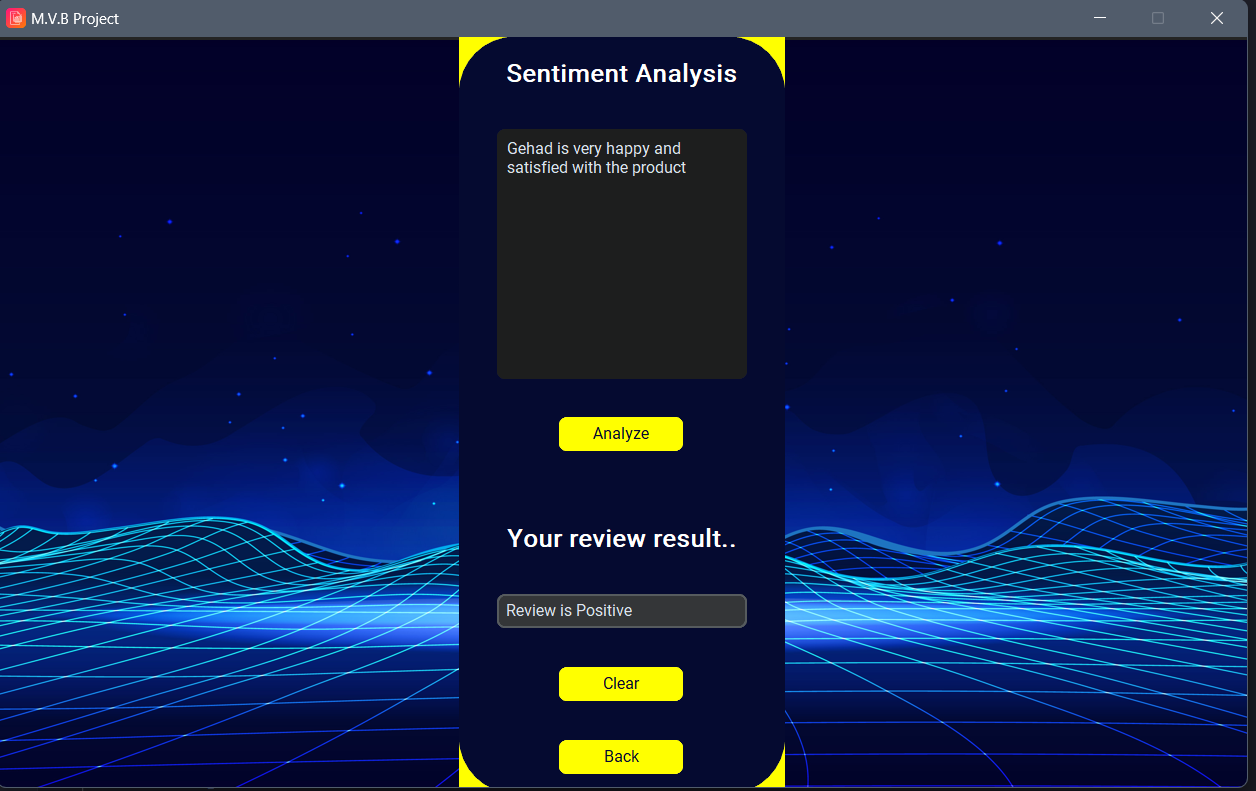 M.V.B Project
Sentiment Analysis
Gehad is very happy and
satisfied with the product
Analyze
Your review result..
Review is Positive
Clear
Back